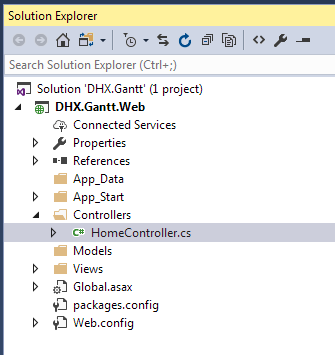 Solution Explorer
Search Solution Explorer (Ctrl+;)
Solution 'DHX.Gantt' (1 project)
DHX.Gantt.Web
Connected Services
Properties
References
App_Data
App_Start
Controllers
C# HomeController.cs
Models
Views
Global.asax
packages.config
Web.config